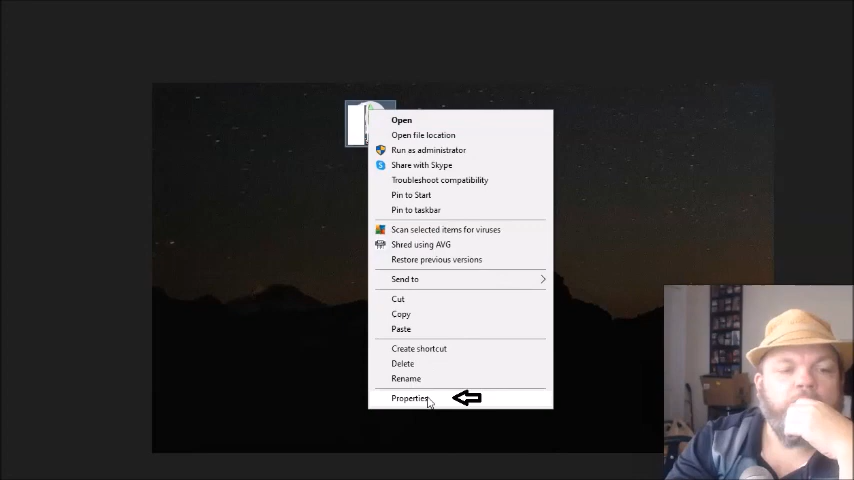 Open
Open file location
Run as administrator
Share with Skype
Troubleshoot compatibility
Pin to Start
Pin to taskbar
Scan selected items for viruses
Shred using AVG
Restore previous versions
Send to
Cut
Copy
Paste
Create shortcut
Delete
Rename
Properties